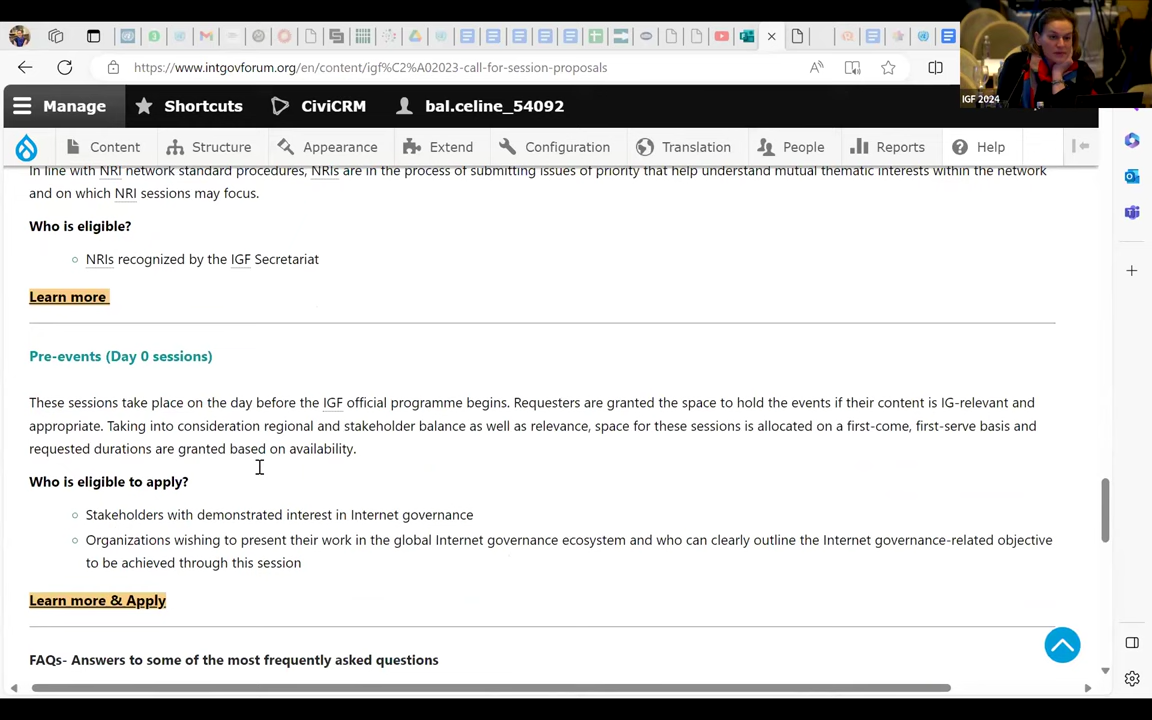 https://www.intgovforum.org/en/content/igf%C2%A02023-call-for-session-proposals
IGF 2024
Manage
Shortcuts
CiviCRM
bal.celine_54092
Content
Structure
Appearance
Extend
Configuration
Translation
People
Reports
Help
In line with NRI network standard procedures, NRIs are in the process of submitting issues of priority that help understand mutual thematic interests within the network
and on which NRI sessions may focus.
Who is eligible?
NRIs recognized by the IGF Secretariat
Learn more
Pre-events (Day 0 sessions)
These sessions take place on the day before the IGF official programme begins. Requesters are granted the space to hold the events if their content is IG-relevant and
appropriate. Taking into consideration regional and stakeholder balance as well as relevance, space for these sessions is allocated on a first-come, first-serve basis and
requested durations are granted based on availability.
Who is eligible to apply?
Stakeholders with demonstrated interest in Internet governance
Organizations wishing to present their work in the global Internet governance ecosystem and who can clearly outline the Internet governance-related objective
to be achieved through this session
Learn more & Apply
FAQs- Answers to some of the most frequently asked questions